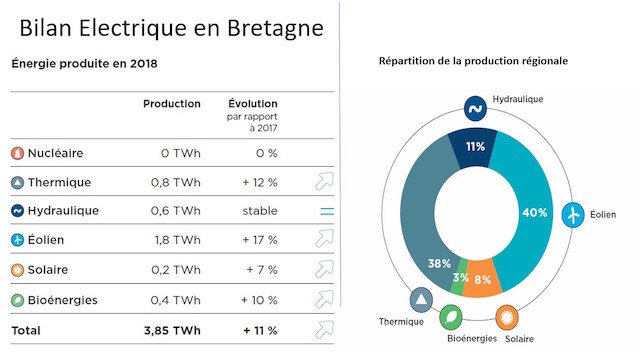 Bilan Electrique en Bretagne
Énergie produite en 2018
Production Évolution
par rapport
à 2017
Nucléaire 0 TWh 0 %
Thermique 0,8 TWh + 12 %
Hydraulique 0,6 TWh stable
Éolien 1,8 TWh + 17 %
Solaire 0,2 TWh + 7 %
Bioénergies 0,4 TWh + 10 %
Total 3,85 TWh + 11 %
Répartition de la production régionale
Hydraulique
11%
40%
Éolien
38%
3%
8%
Thermique
Bioénergies
Solaire